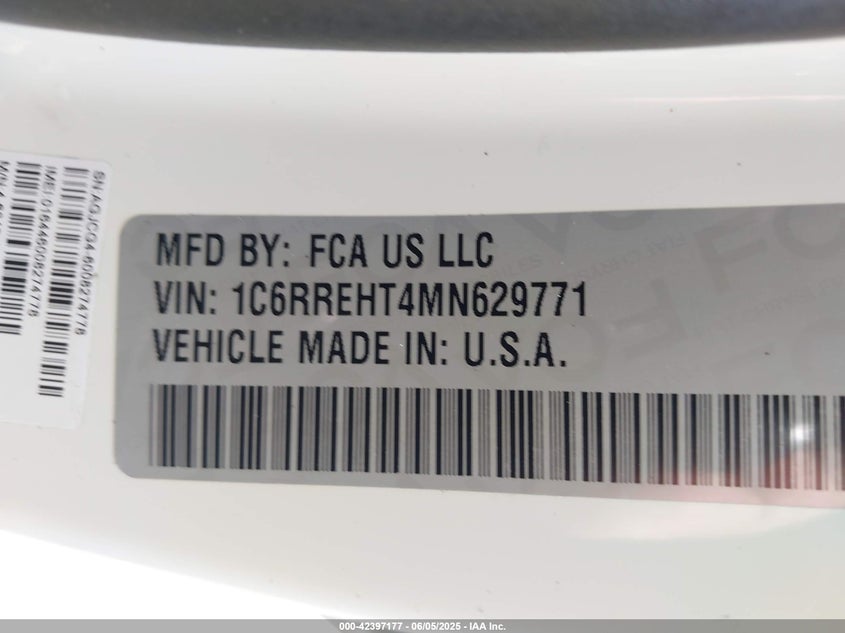 MFD BY: FCA US LLC
VIN: 1C6RREHT4MN629771
VEHICLE MADE IN: U.S.A.
000-42397177 - 06/05/2025 - IAA Inc.